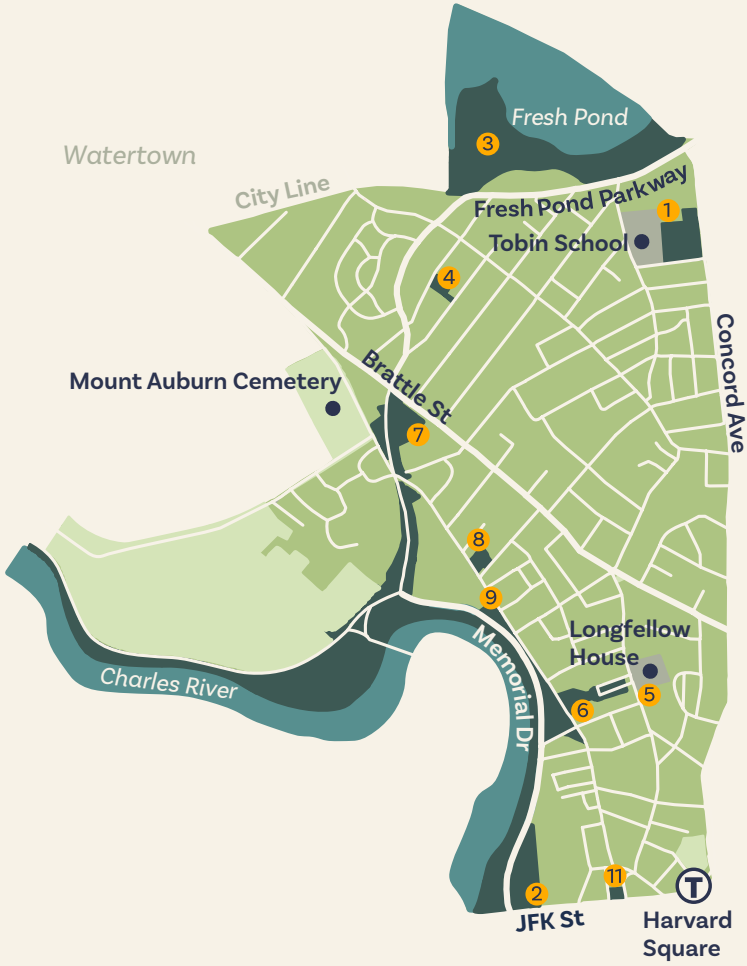 Fresh Pond
3
Watertown
City Line
Fresh Pond Parkway
1
Tobin School
4
Concord Ave
Brattle St
Mount Auburn Cemetery
7
8
9
Longfellow
House
Memorial Dr
Charles River
5
6
11
T
2
JFK St
Harvard
Square